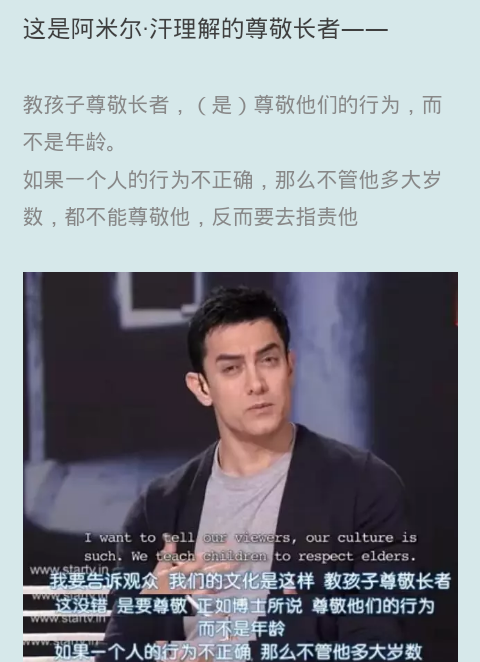 这是阿米尔·汗理解的尊敬长者——
教孩子尊敬长者，（是）尊敬他们的行为，而
不是年龄。
如果一个人的行为不正确，那么不管他多大岁
数，都不能尊敬他，反而要去指责他
I want to tell our viewers, our culture is
such. We teach children to respect elders.
www.startv.in
我要告诉观众 我们的文化是这样 教孩子尊敬长者
www.startv.in
这没错 是要尊敬 正如博士所说 尊敬他们的行为
www.startv.in
而不是年龄
www.startv.in
如果一个人的行为不正确 那么不管他多大岁数